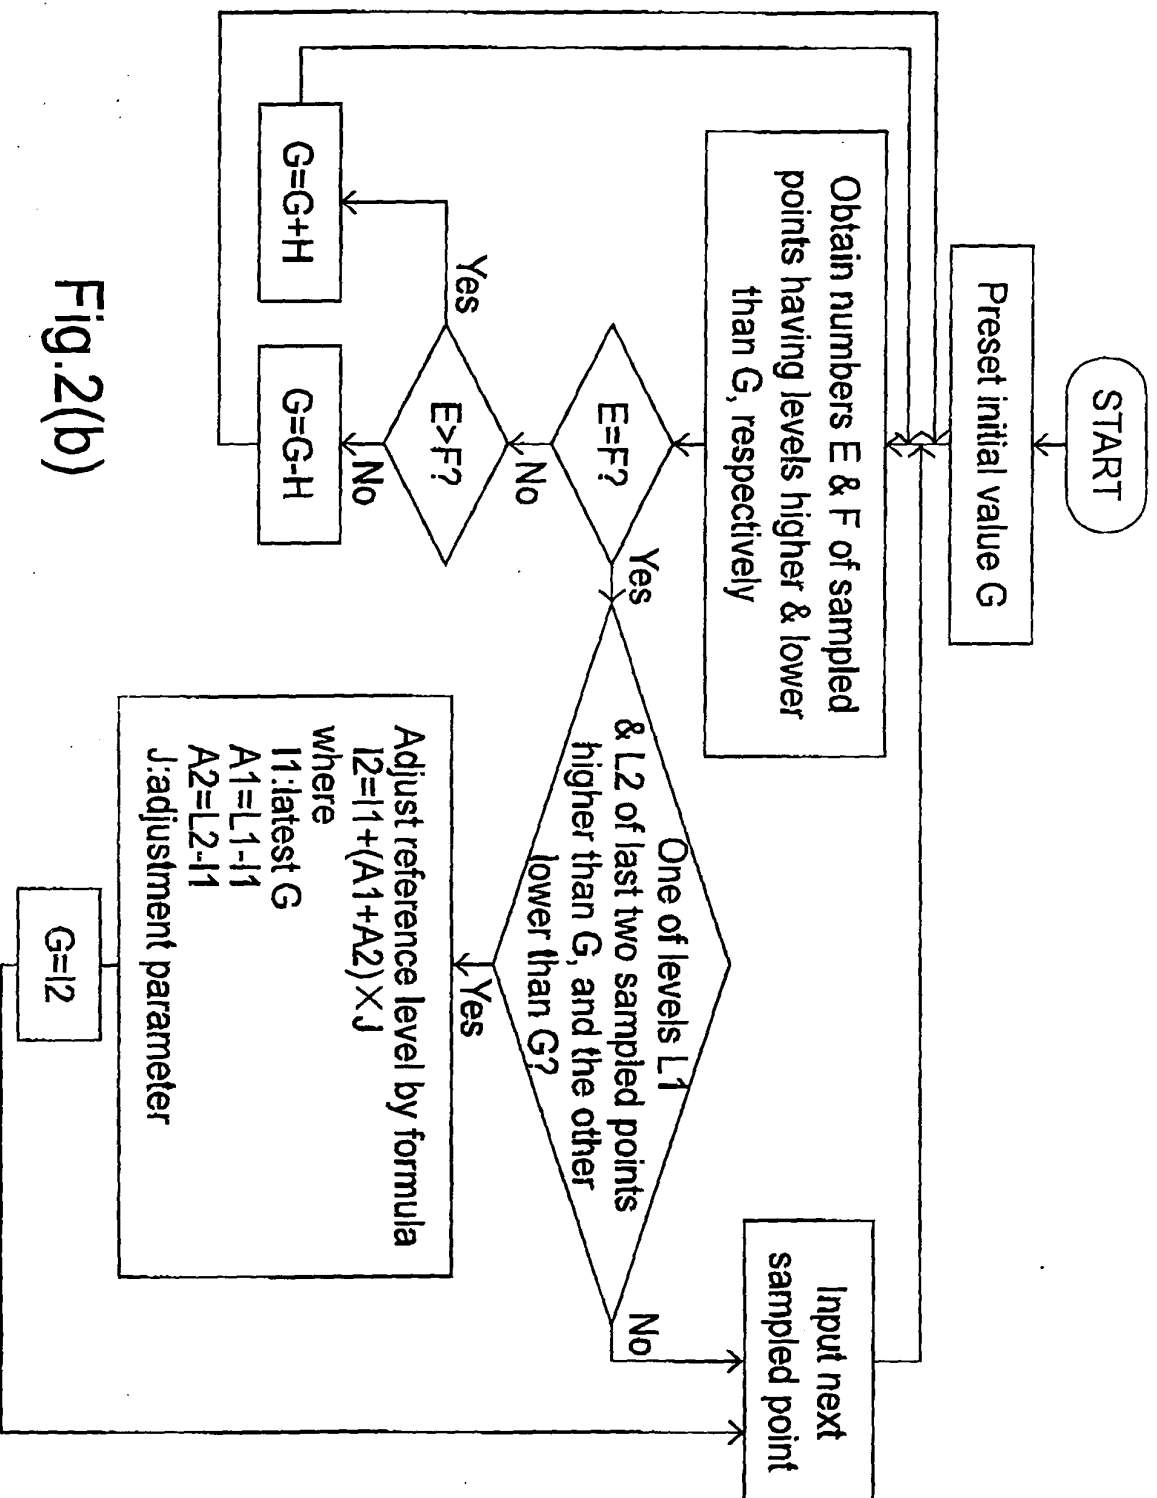 START
Preset initial value G
Obtain numbers E & F of sampled
points having levels higher & lower
than G, respectively
E=F?
Yes
No
E>F?
Yes
No
G=G+H
G=G-H
One of levels L1
& L2 of last two sampled points
higher than G, and the other
lower than G?
No
Yes
Input next
sampled point
Adjust reference level by formula
I2=I1+(A1+A2)×J
where
I1:latest G
A1=L1-I1
A2=L2-I1
J:adjustment parameter
G=I2
Fig.2(b)